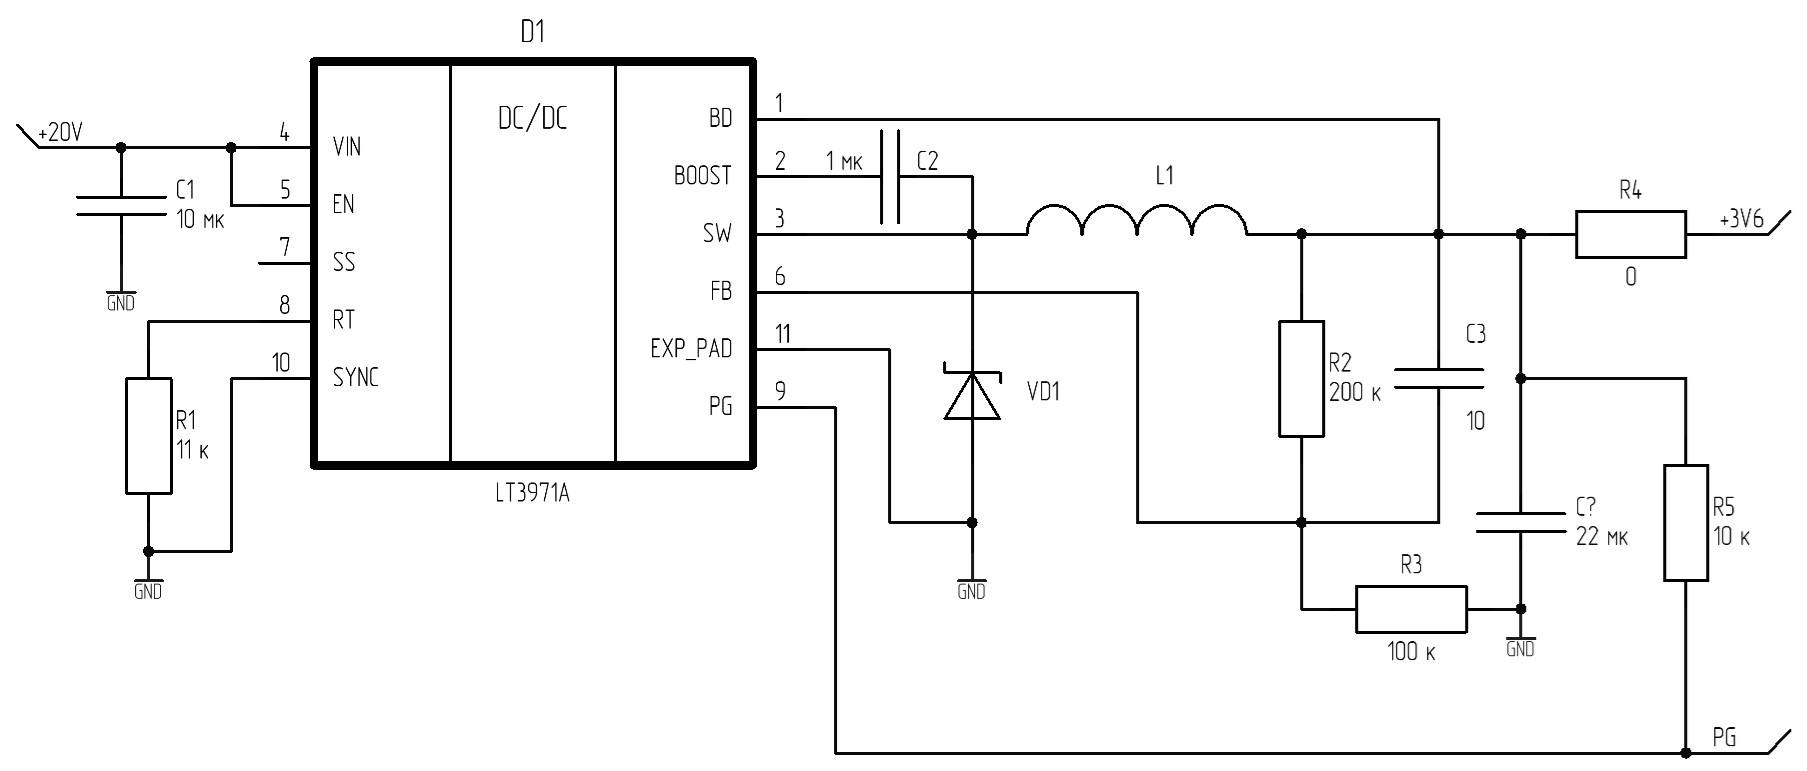 D1
DC/DC
+20V
4
VIN
5
EN
7
SS
8
RT
10
SYNC
BD
1
BOOST
2
SW
3
FB
6
EXP_PAD
11
PG
9
LT3971A
C1
10 мк
GND
R1
11 к
GND
1 мк
C2
L1
VD1
GND
R2
200 к
C3
10
R4
0
+3V6
C?
22 мк
R3
100 к
GND
R5
10 к
PG